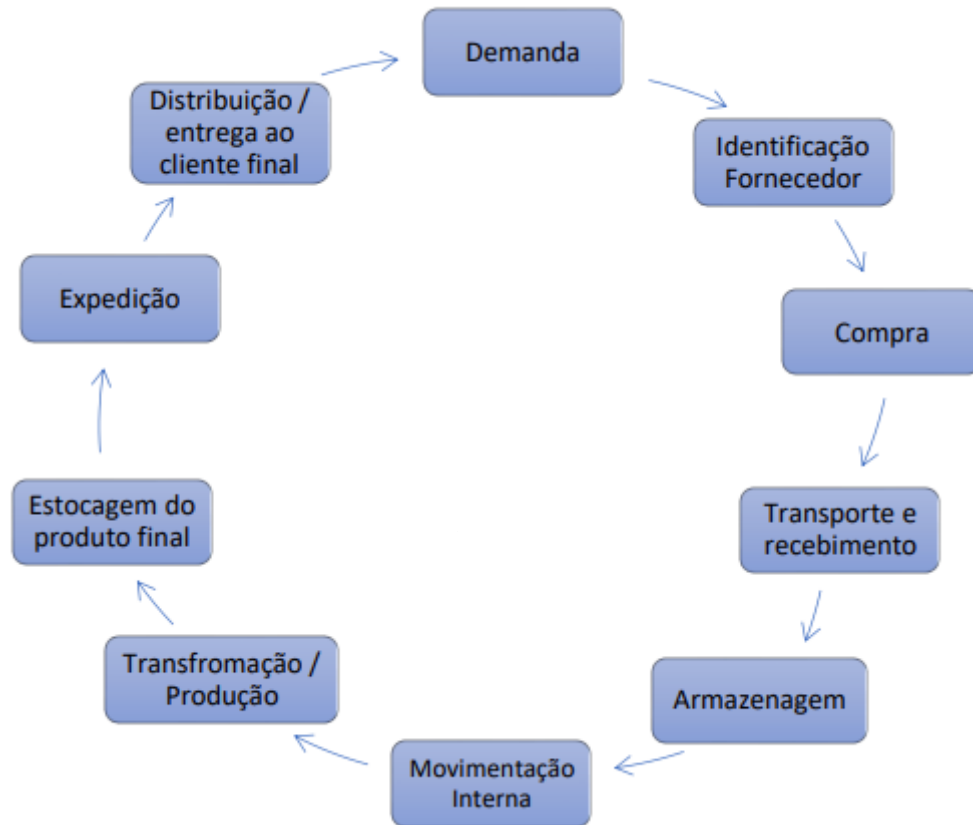 Demanda
Identificação
Fornecedor
Compra
Transporte e
recebimento
Armazenagem
Movimentação
Interna
Transfromação /
Produção
Estocagem do
produto final
Expedição
Distribuição /
entrega ao
cliente final